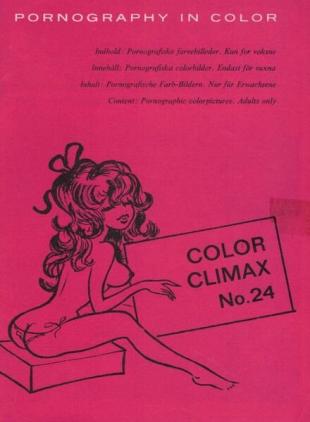 PORNOGRAPHY IN COLOR
Indhold: Pornografiske farvebilleder. Kun for voksne
Innehåll: Pornografiska colorbilder. Endast för vuxna
Inhalt: Pornografische Farb-Bildern. Nur für Erwachsene
Content: Pornographic colorpictures. Adults only
COLOR
CLIMAX
No.24